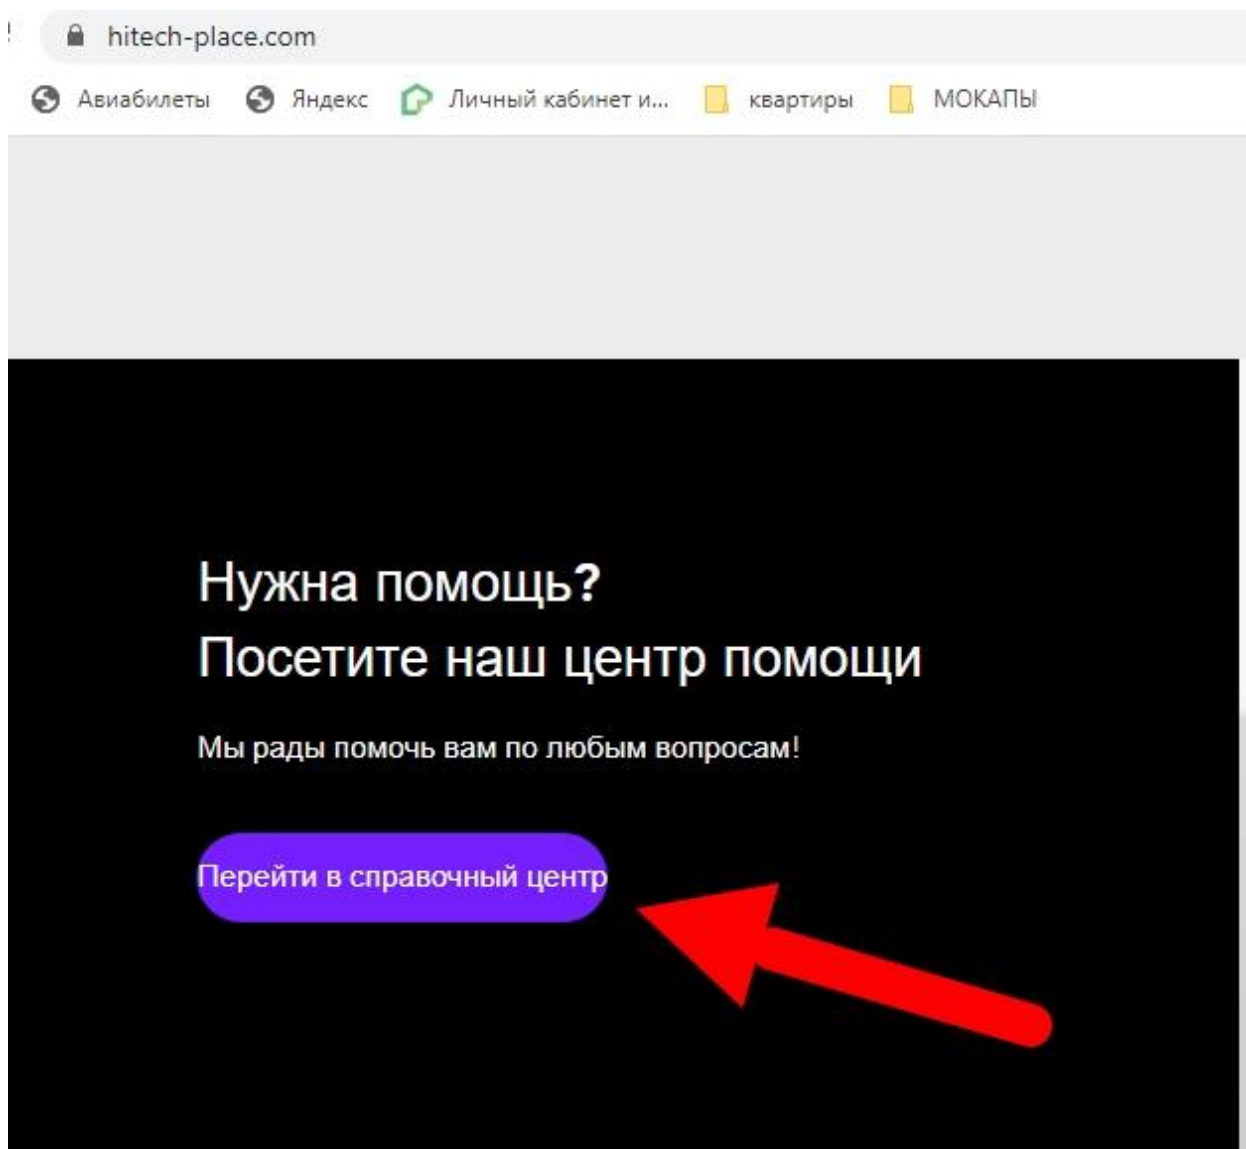 hitech-place.com
Авиабилеты Яндекс Личный кабинет и... квартиры МОКАПЫ
Нужна помощь?
Посетите наш центр помощи
Мы рады помочь вам по любым вопросам!
Перейти в справочный центр